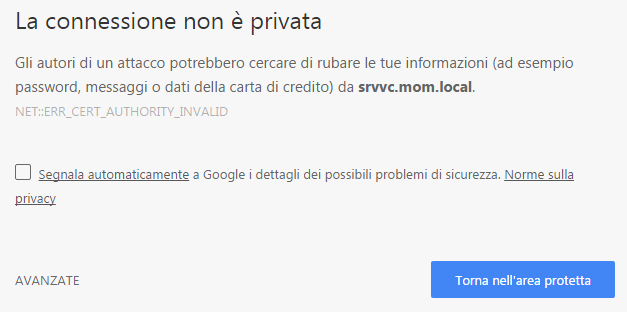 La connessione non è privata
Gli autori di un attacco potrebbero cercare di rubare le tue informazioni (ad esempio
password, messaggi o dati della carta di credito) da srvvc.mom.local.
NET::ERR_CERT_AUTHORITY_INVALID
Segnala automaticamente a Google i dettagli dei possibili problemi di sicurezza. Norme sulla
privacy
AVANZATE
Torna nell'area protetta